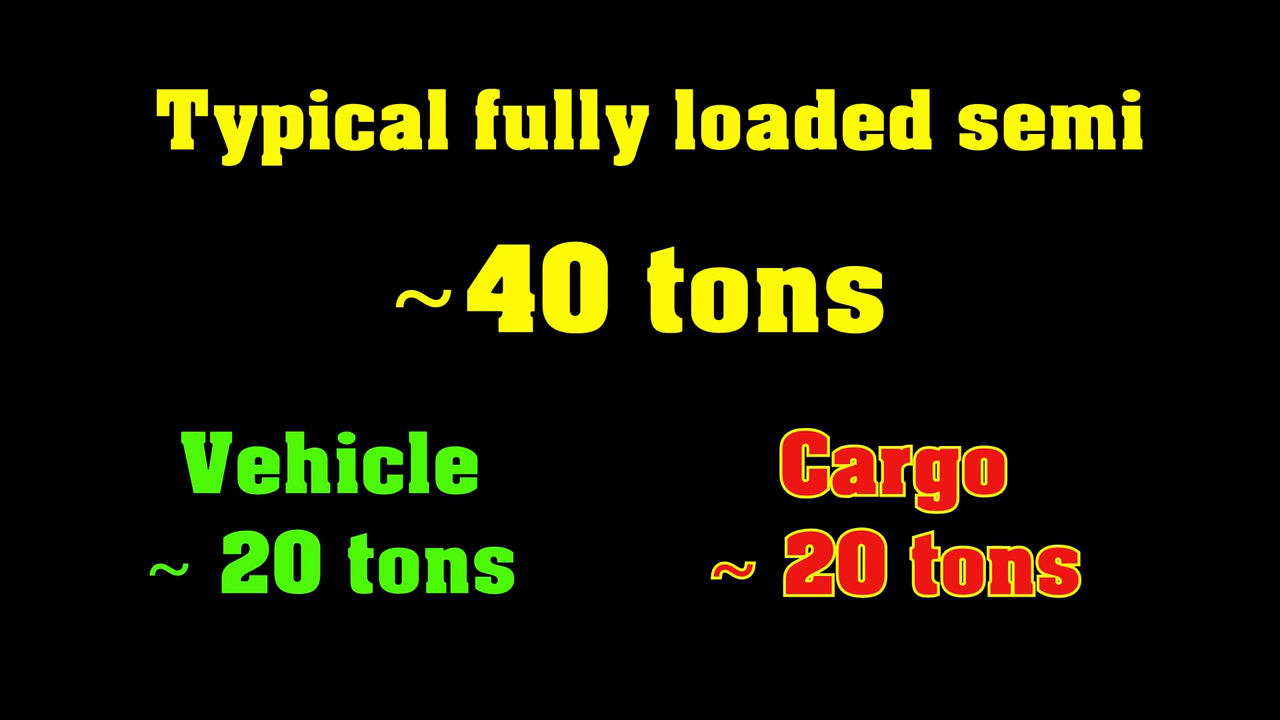 Typical fully loaded semi
~40 tons
Vehicle
~ 20 tons
Cargo
~ 20 tons